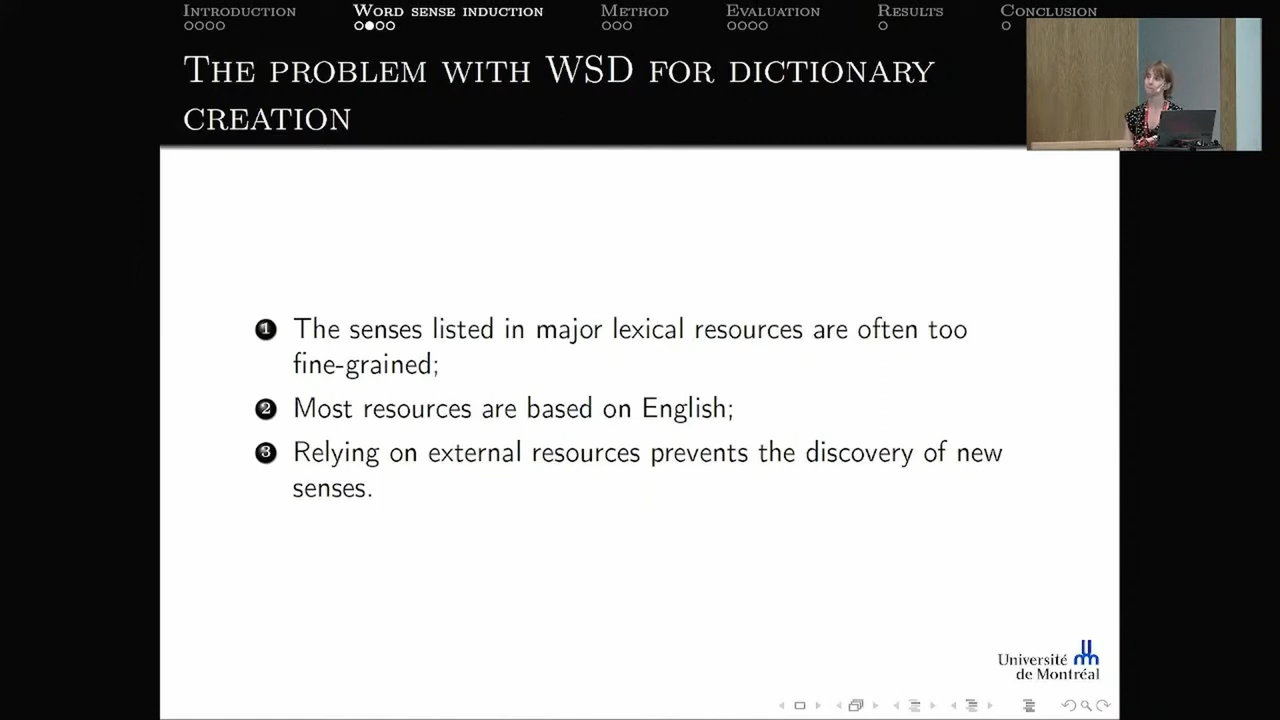 Introduction Word sense induction Method Evaluation Results Conclusion
The problem with WSD for dictionary
creation
1 The senses listed in major lexical resources are often too
fine-grained;
2 Most resources are based on English;
3 Relying on external resources prevents the discovery of new
senses.
Université
de Montréal